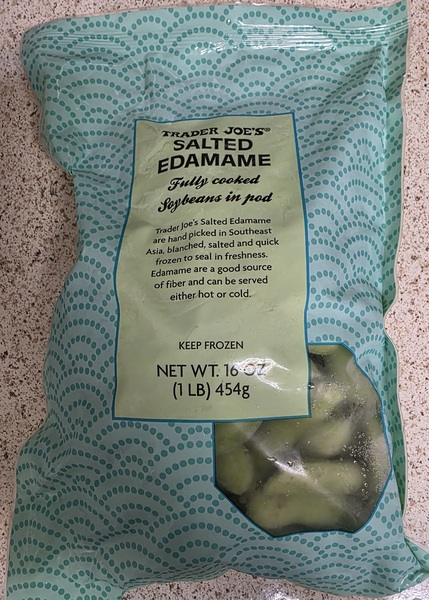 TRADER JOE'S®
SALTED
EDAMAME
Fully cooked
Soybeans in pod
Trader Joe's Salted Edamame
are hand picked in Southeast
Asia, blanched, salted and quick
frozen to seal in freshness.
Edamame are a good source
of fiber and can be served
either hot or cold.
KEEP FROZEN
NET WT. 16 OZ
(1 LB) 454g